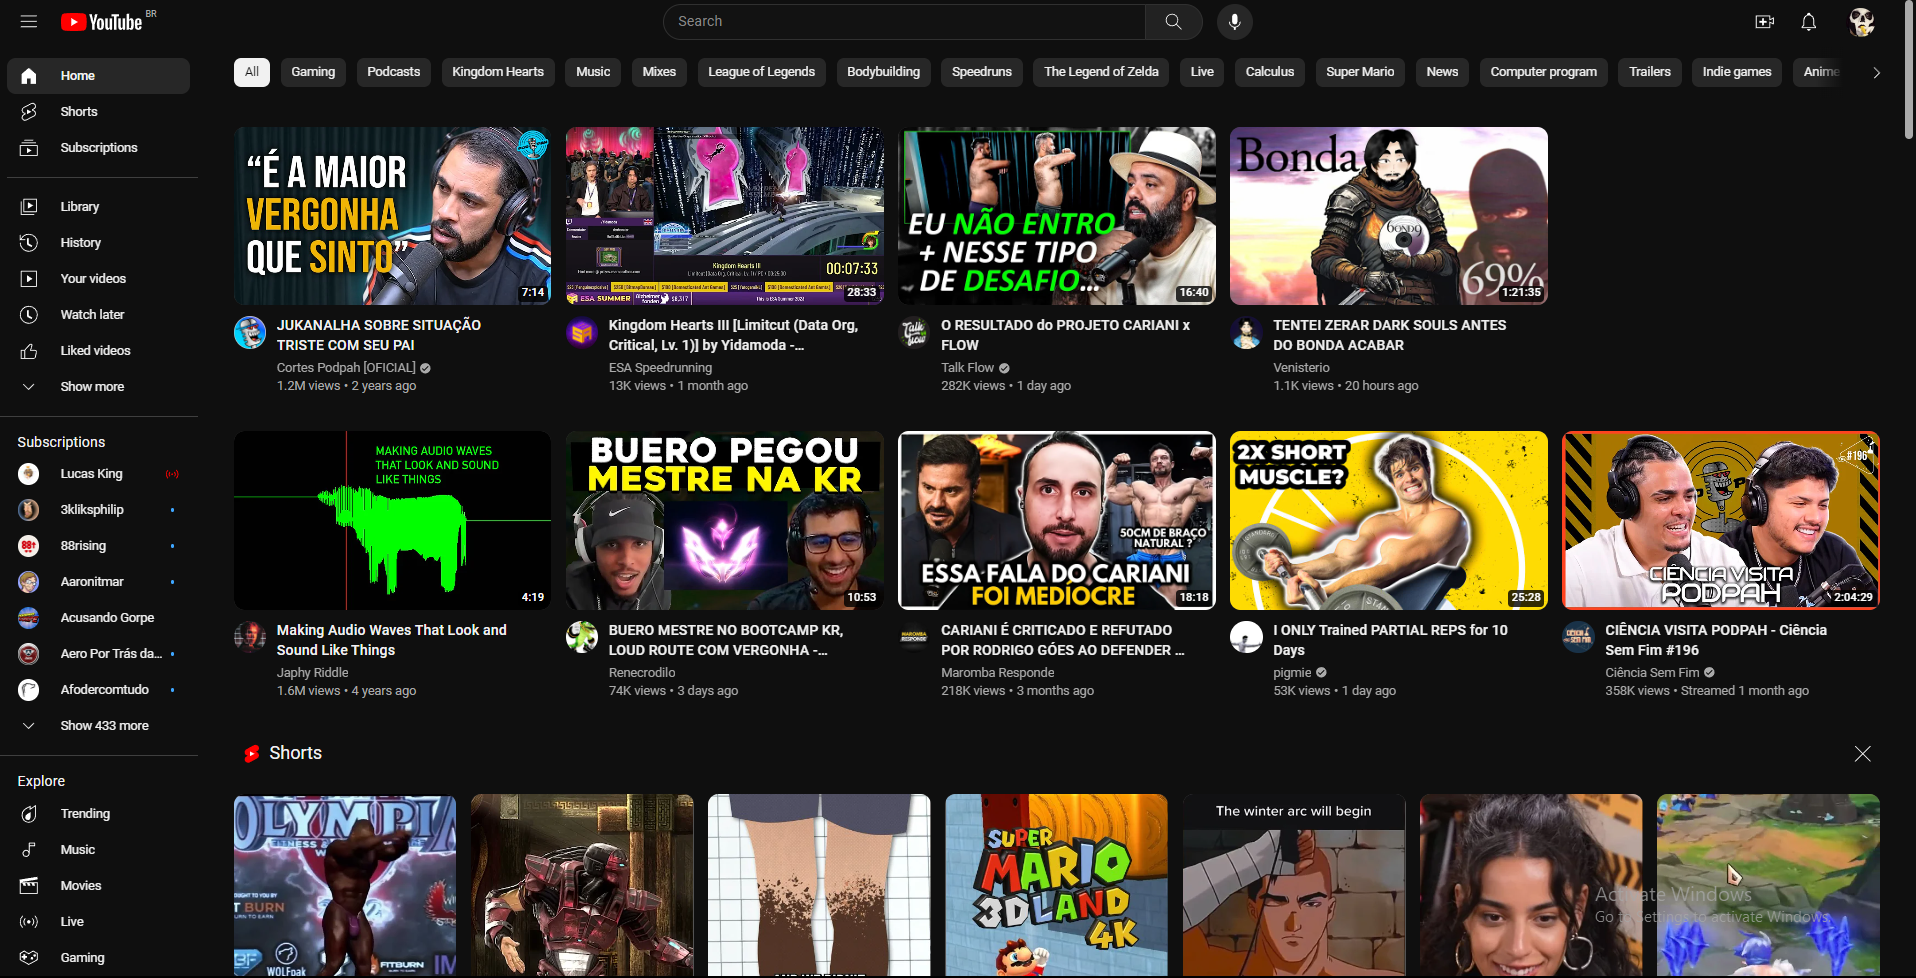 YouTube BR
Search
Home
Shorts
Subscriptions
Library
History
Your videos
Watch later
Liked videos
Show more
Subscriptions
Lucas King
3kliksphilip
88rising
Aaronitmar
Acusando Gorpe
Aero Por Trás da...
Afodercomtudo
Show 433 more
Explore
Trending
Music
Movies
Live
Gaming
All
Gaming
Podcasts
Kingdom Hearts
Music
Mixes
League of Legends
Bodybuilding
Speedruns
The Legend of Zelda
Live
Calculus
Super Mario
News
Computer program
Trailers
Indie games
Anime
“É A MAIOR
VERGONHA
QUE SINTO”
7:14
JUKANALHA SOBRE SITUAÇÃO
TRISTE COM SEU PAI
Cortes Podpah [OFICIAL]
1.2M views • 2 years ago
Kingdom Hearts III
00:07:33
ESA SUMMER
$8,317
This is ESA Summer 2023
28:33
Kingdom Hearts III [Limitcut (Data Org,
Critical, Lv. 1)] by Yidamoda -...
ESA Speedrunning
13K views • 1 month ago
EU NÃO ENTRO
+ NESSE TIPO
DE DESAFIO...
16:40
O RESULTADO do PROJETO CARIANI x
FLOW
Talk Flow
282K views • 1 day ago
Bonda
BONDA
69%
1:21:35
TENTEI ZERAR DARK SOULS ANTES
DO BONDA ACABAR
Venisterio
1.1K views • 20 hours ago
MAKING AUDIO WAVES
THAT LOOK AND SOUND
LIKE THINGS
4:19
Making Audio Waves That Look and
Sound Like Things
Japhy Riddle
1.6M views • 4 years ago
BUERO PEGOU
MESTRE NA KR
10:53
BUERO MESTRE NO BOOTCAMP KR,
LOUD ROUTE COM VERGONHA -...
Renecrodilo
74K views • 3 days ago
50CM DE BRAÇO
NATURAL ?
ESSA FALA DO CARIANI
FOI MEDÍOCRE
18:18
CARIANI É CRITICADO E REFUTADO
POR RODRIGO GÓES AO DEFENDER ...
Maromba Responde
218K views • 3 months ago
2X SHORT
MUSCLE?
25:28
I ONLY Trained PARTIAL REPS for 10
Days
pigmie
53K views • 1 day ago
#196
CIÊNCIA VISITA
PODPAH
2:04:29
CIÊNCIA VISITA PODPAH - Ciência
Sem Fim #196
Ciência Sem Fim
358K views • Streamed 1 month ago
Shorts
OLYMPIA
FITBURN
WOLFpak
SUPER
MARIO
3D LAND
4K
The winter arc will begin
Activate Windows
Go to Settings to activate Windows.